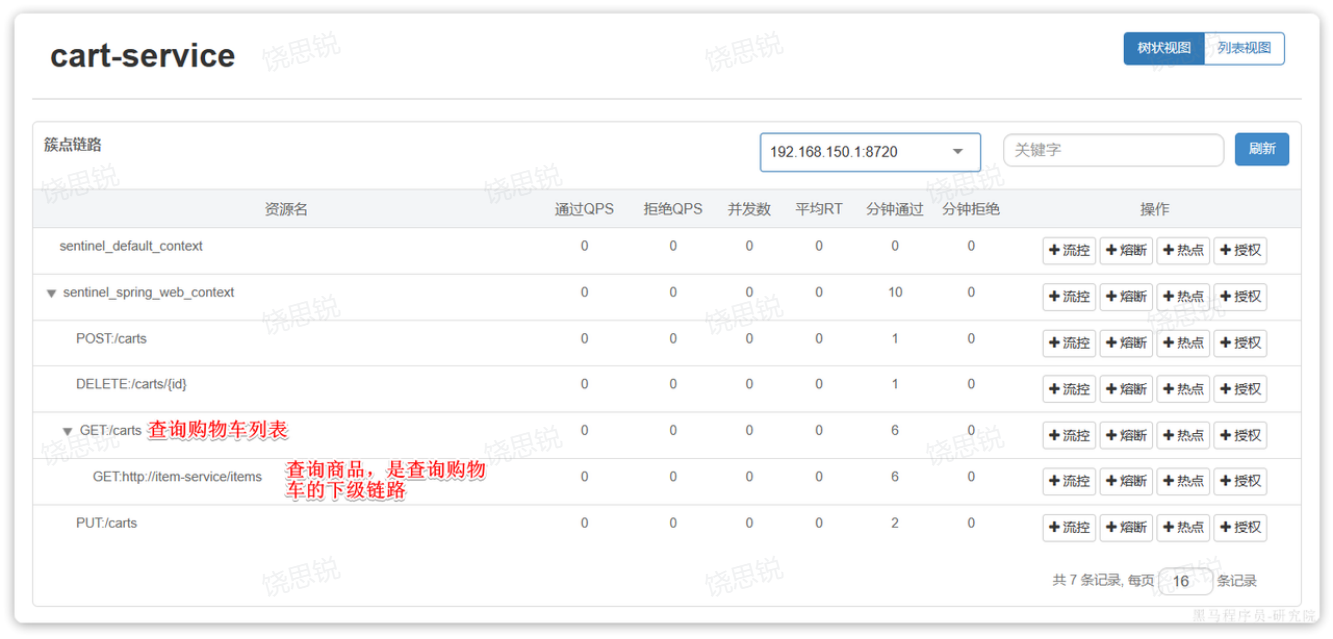 cart-service
树状视图 列表视图
簇点链路 192.168.150.1:8720 关键字 刷新
资源名 通过QPS 拒绝QPS 并发数 平均RT 分钟通过 分钟拒绝 操作
sentinel_default_context 0 0 0 0 0 0 流控 熔断 热点 授权
sentinel_spring_web_context 0 0 0 0 10 0 流控 熔断 热点 授权
POST:/carts 0 0 0 0 1 0 流控 熔断 热点 授权
DELETE:/carts/{id} 0 0 0 0 1 0 流控 熔断 热点 授权
GET:/carts 查询购物车列表 0 0 0 0 6 0 流控 熔断 热点 授权
GET:http://item-service/items 查询商品，是查询购物
车的下级链路 0 0 0 0 6 0 流控 熔断 热点 授权
PUT:/carts 0 0 0 0 2 0 流控 熔断 热点 授权
共 7 条记录, 每页 16 条记录
黑马程序员-研究院
饶思锐